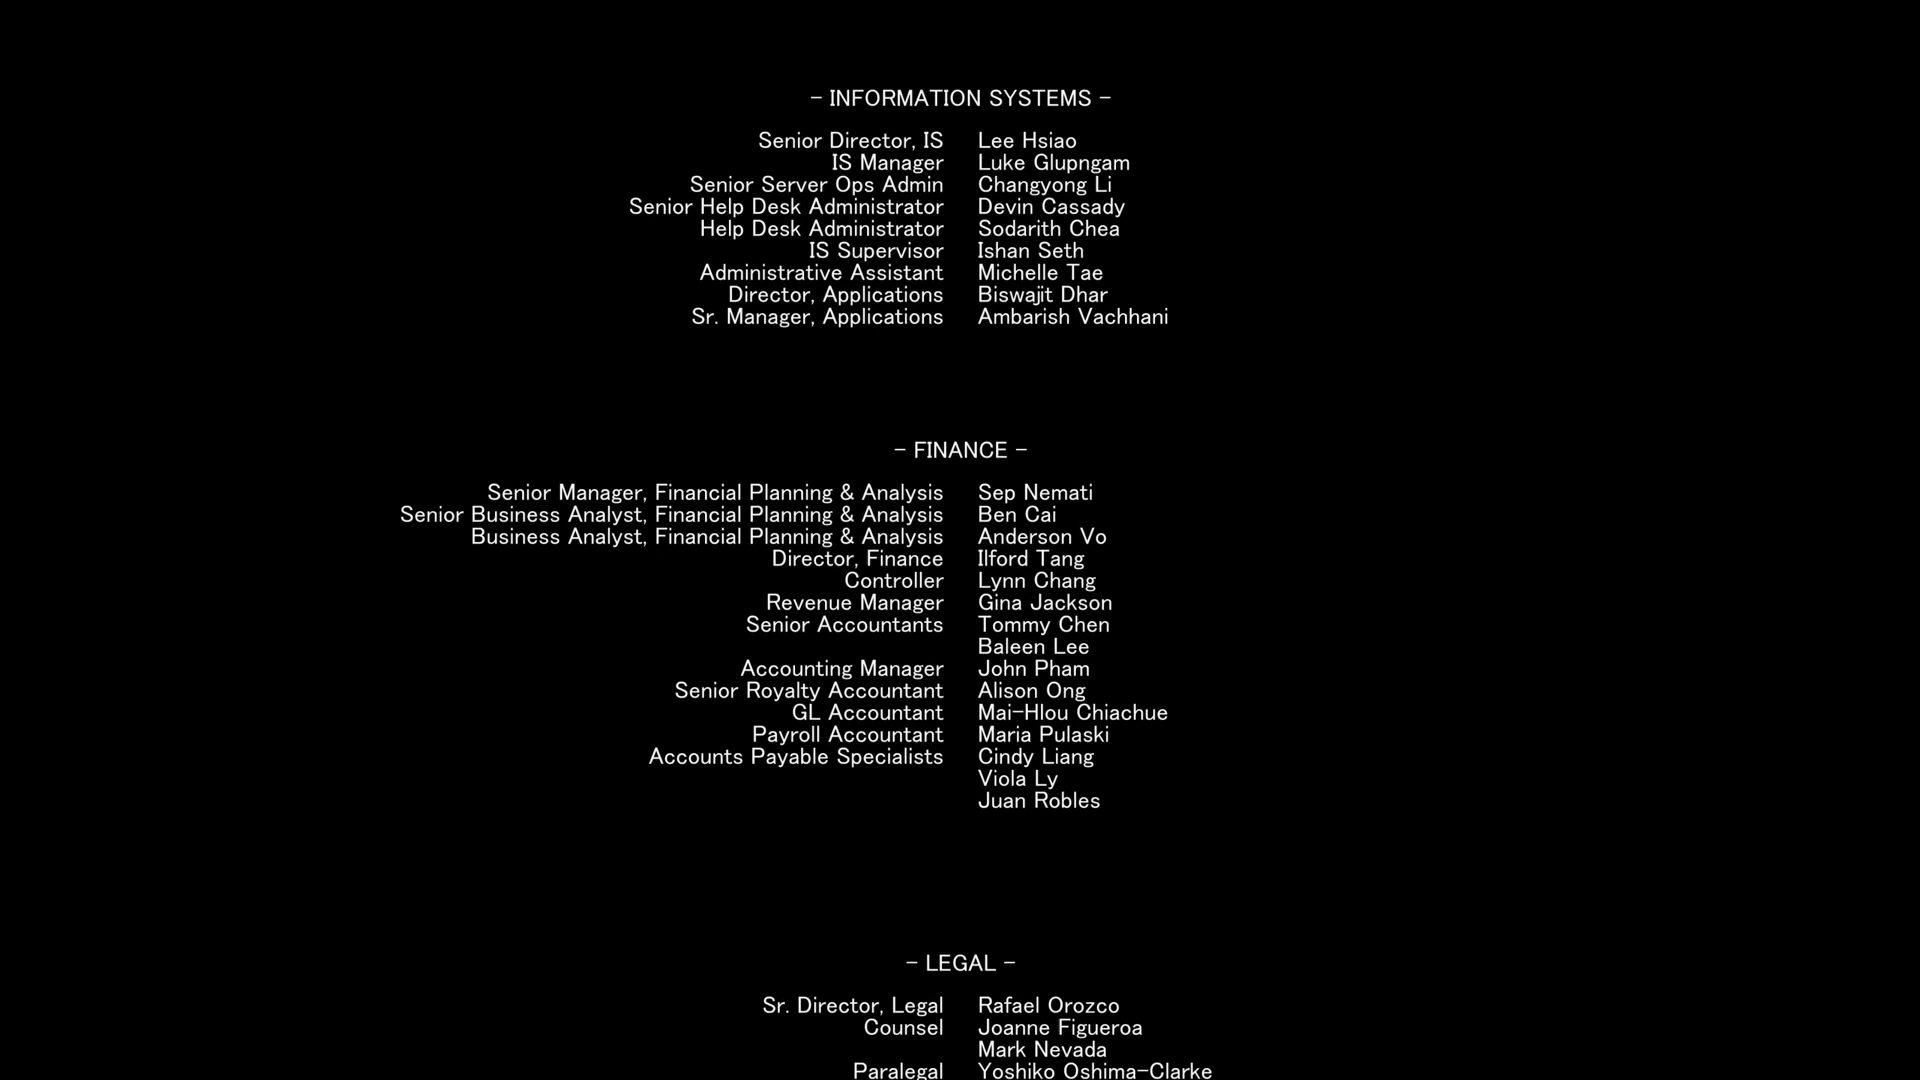 - INFORMATION SYSTEMS -
Senior Director, IS Lee Hsiao
IS Manager Luke Glupngam
Senior Server Ops Admin Changyong Li
Senior Help Desk Administrator Devin Cassady
Help Desk Administrator Sodarith Chea
IS Supervisor Ishan Seth
Administrative Assistant Michelle Tae
Director, Applications Biswajit Dhar
Sr. Manager, Applications Ambarish Vachhani
- FINANCE -
Senior Manager, Financial Planning & Analysis Sep Nemati
Senior Business Analyst, Financial Planning & Analysis Ben Cai
Business Analyst, Financial Planning & Analysis Anderson Vo
Director, Finance Ilford Tang
Controller Lynn Chang
Revenue Manager Gina Jackson
Senior Accountants Tommy Chen
Baleen Lee
Accounting Manager John Pham
Senior Royalty Accountant Alison Ong
GL Accountant Mai-Hlou Chiachue
Payroll Accountant Maria Pulaski
Accounts Payable Specialists Cindy Liang
Viola Ly
Juan Robles
- LEGAL -
Sr. Director, Legal Rafael Orozco
Counsel Joanne Figueroa
Mark Nevada
Paralegal Yoshiko Oshima-Clarke